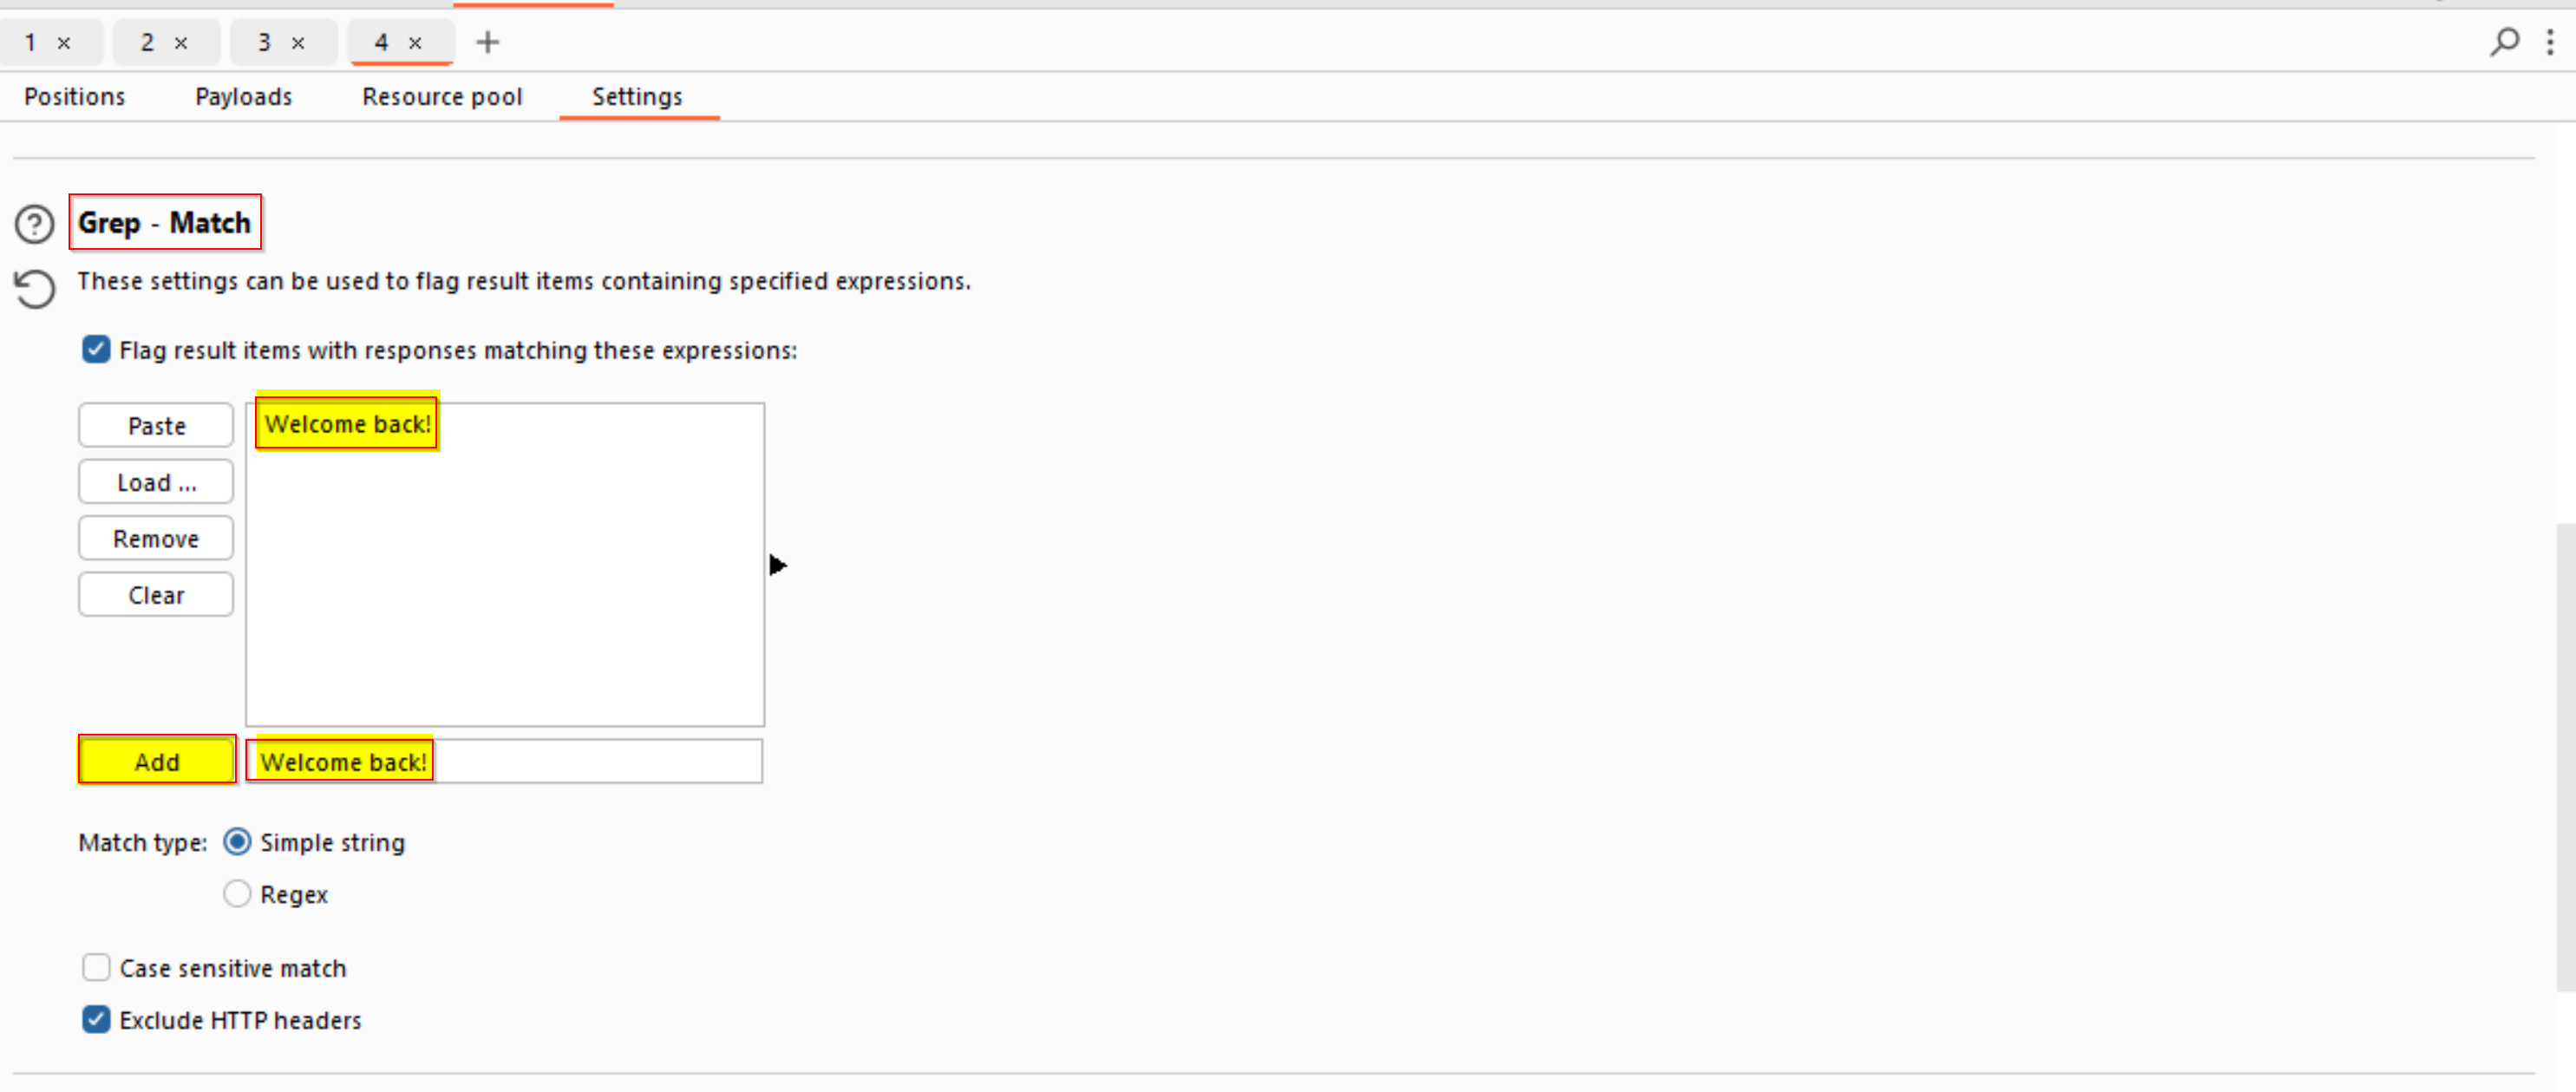 1 × 2 × 3 × 4 × +
Positions Payloads Resource pool Settings
Grep - Match
These settings can be used to flag result items containing specified expressions.
Flag result items with responses matching these expressions:
Paste
Welcome back!
Load ...
Remove
Clear
Add
Welcome back!
Match type:
Simple string
Regex
Case sensitive match
Exclude HTTP headers